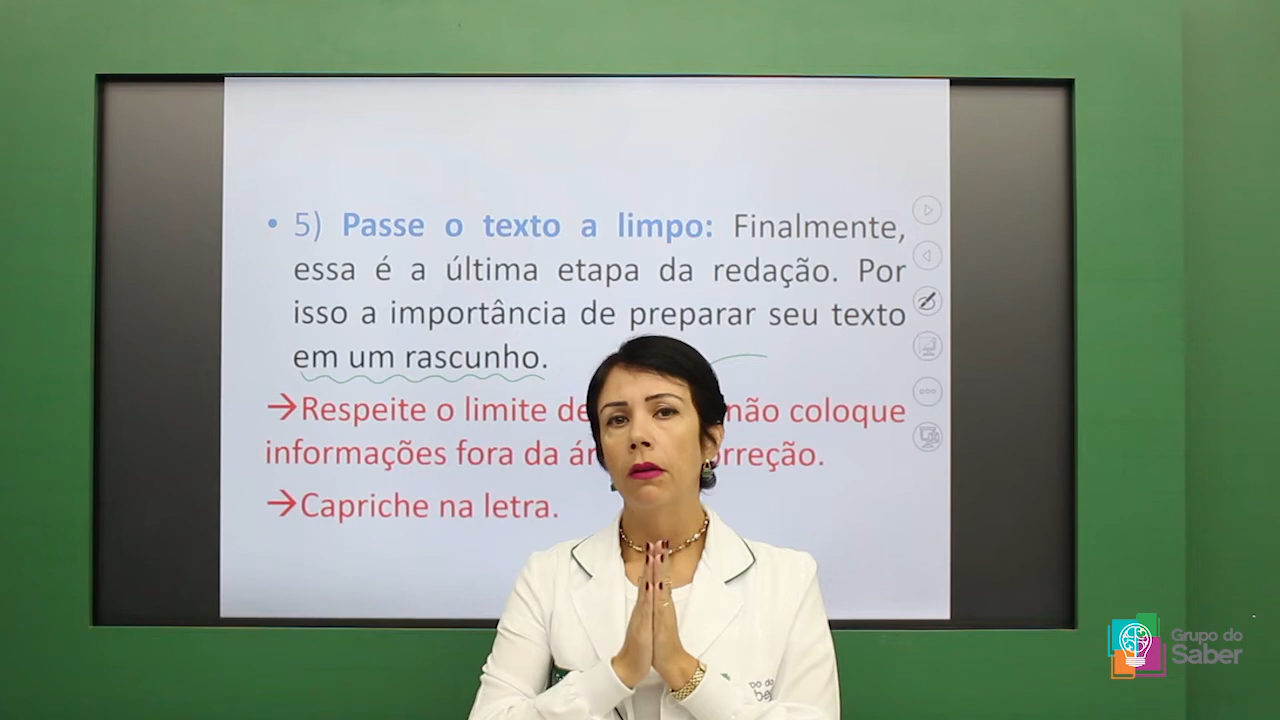 • 5) Passe o texto a limpo: Finalmente,
essa é a última etapa da redação. Por
isso a importância de preparar seu texto
em um rascunho.
→Respeite o limite de não coloque
informações fora da
→Capriche na letra.
Grupo do
Saber